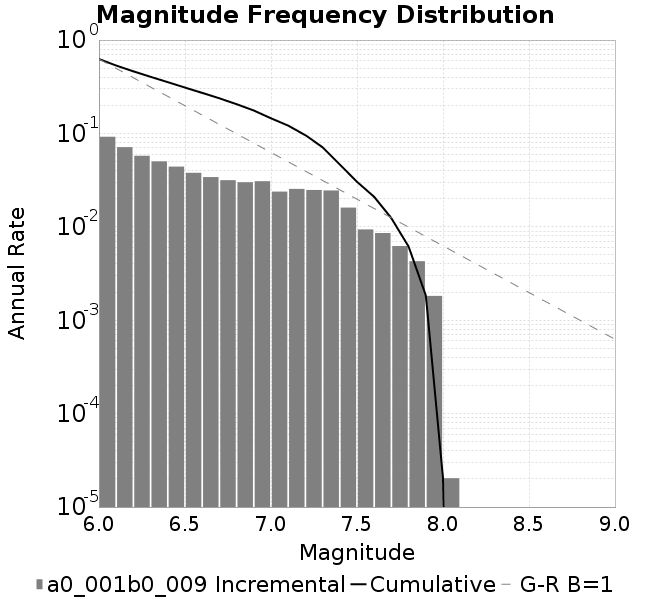 Magnitude Frequency Distribution
10^0
10^-1
10^-2
10^-3
10^-4
10^-5
Annual Rate
6.0 6.5 7.0 7.5 8.0 8.5 9.0
Magnitude
a0_001b0_009 Incremental Cumulative G-R B=1